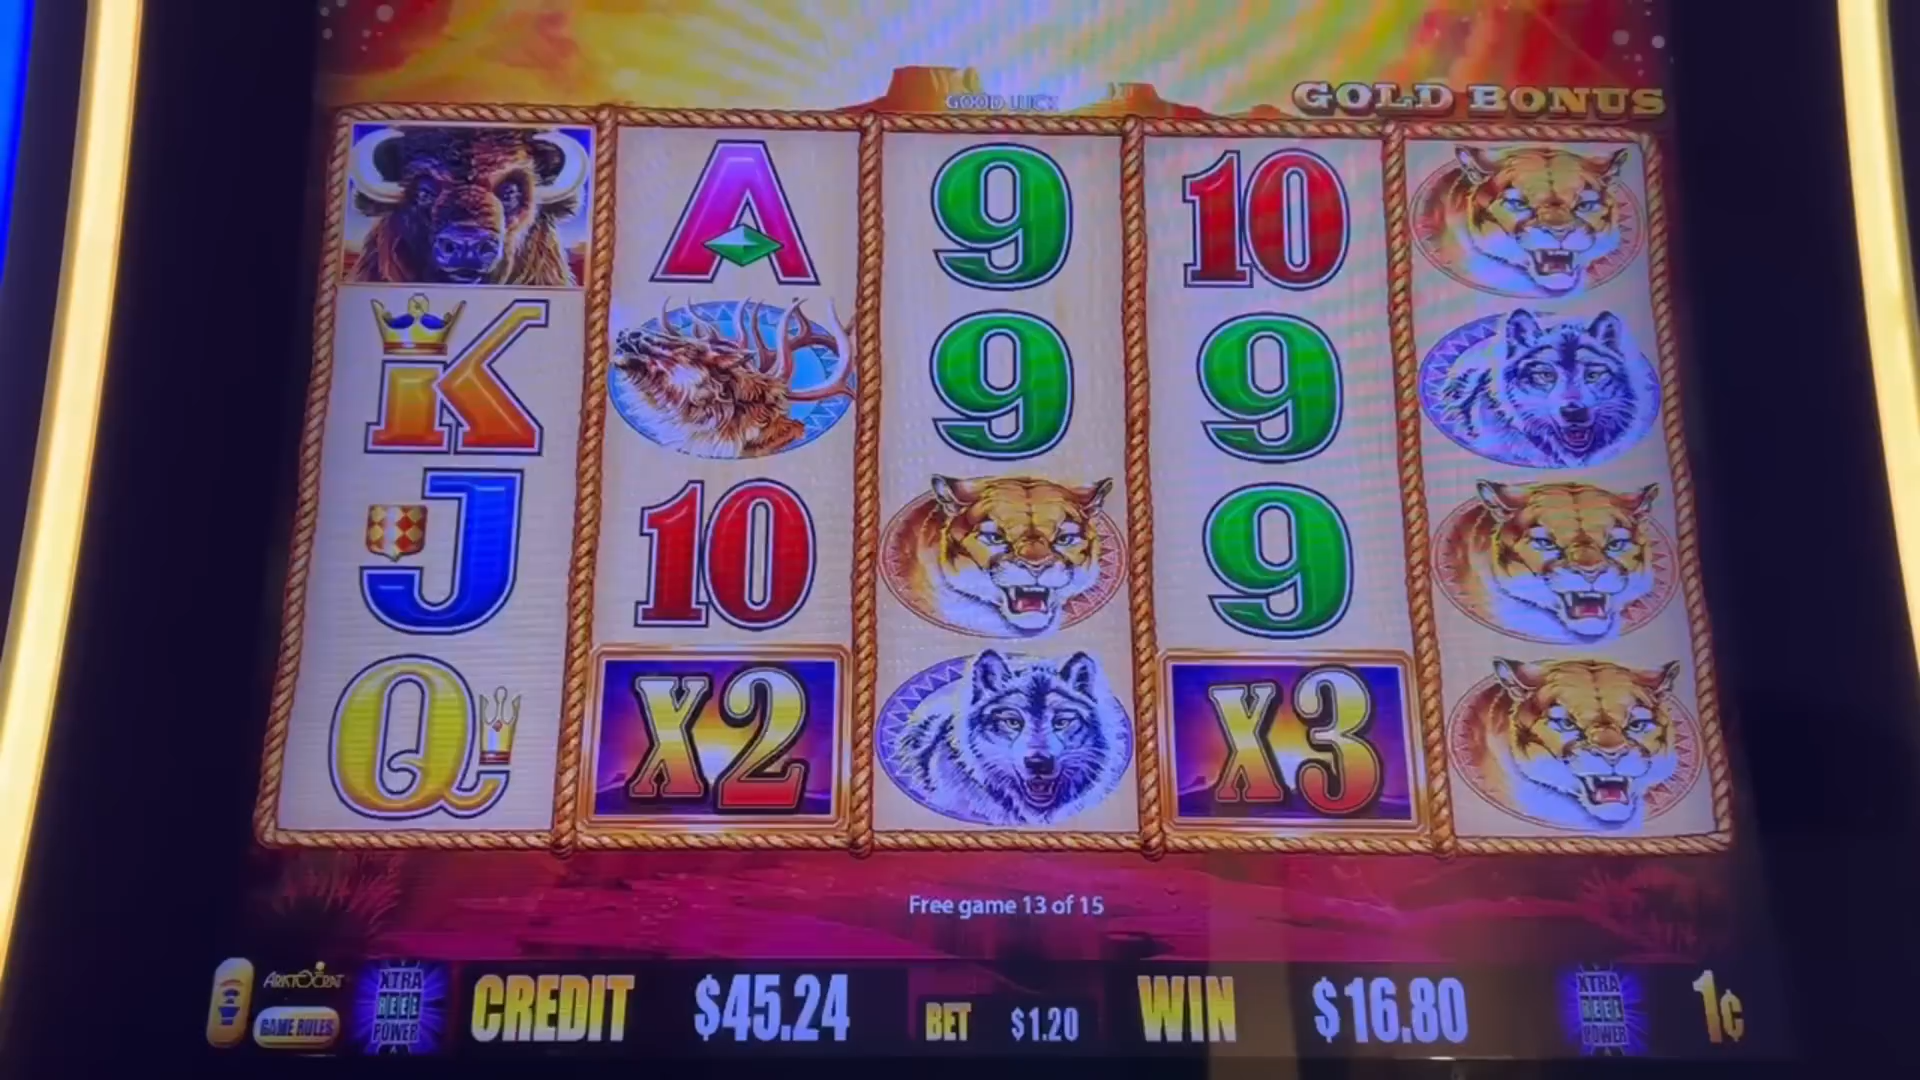 GOOD LUCK
GOLD BONUS
A 9 10
K 9 9
J 10 9
Q X2 X3
Free game 13 of 15
ARISTOCRAT
GAME RULES
XTRA
REEL
POWER
CREDIT $45.24
BET $1.20
WIN $16.80
XTRA
REEL
POWER
1¢